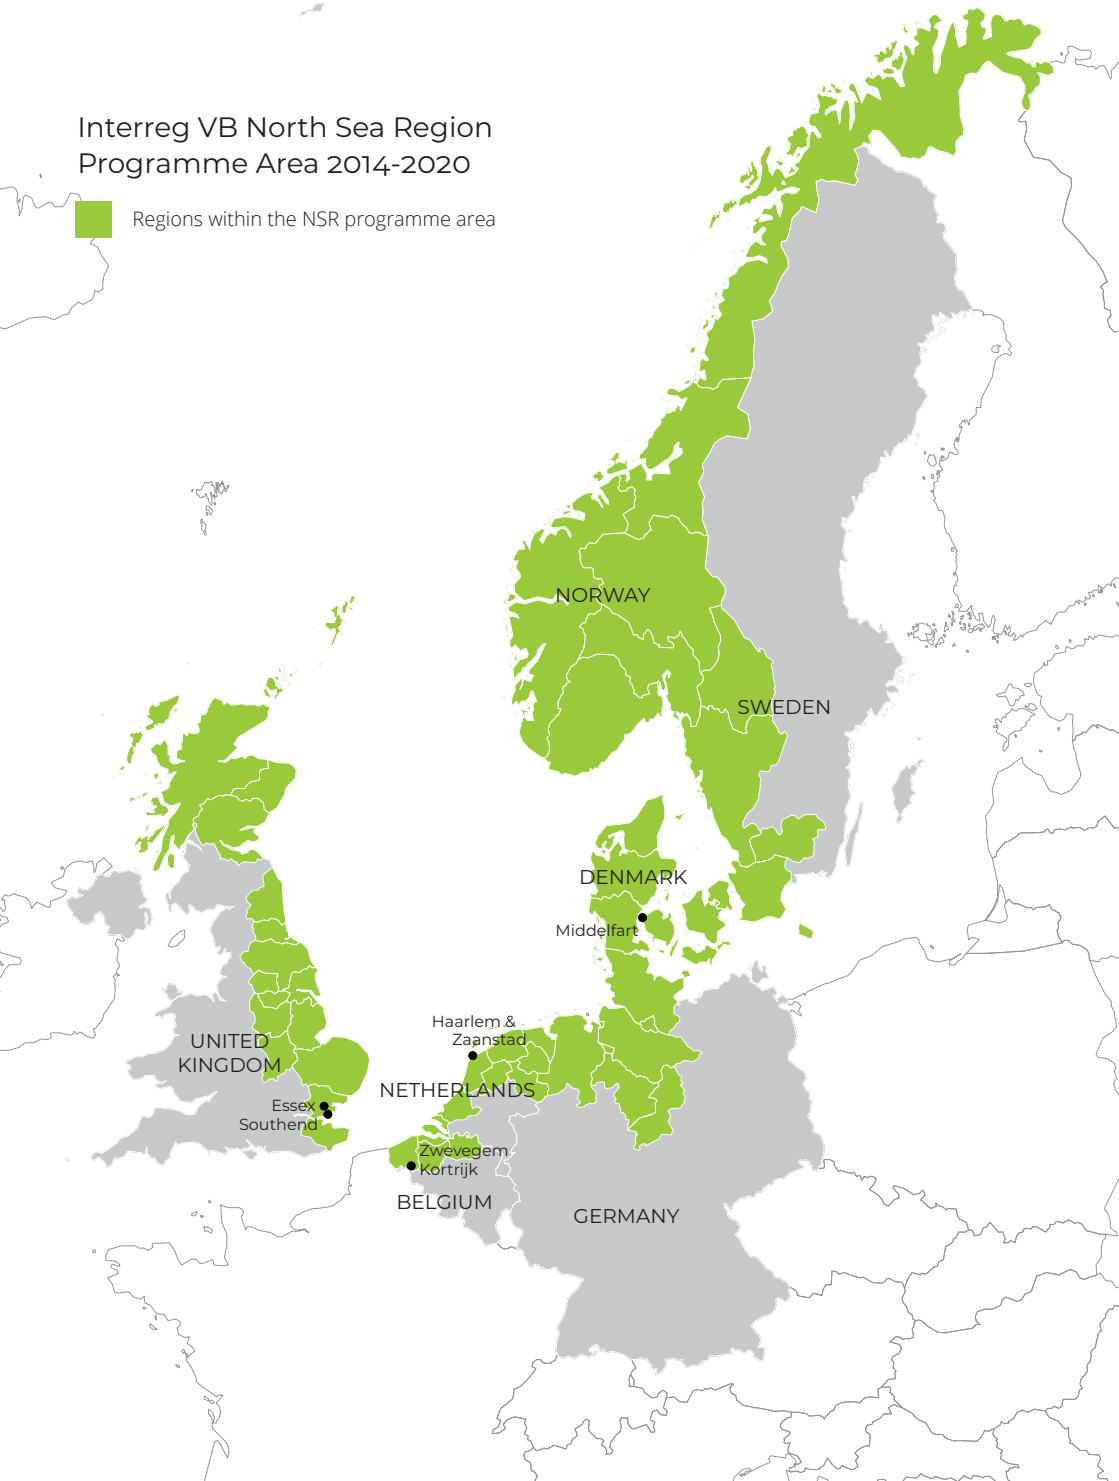 Interreg VB North Sea Region
Programme Area 2014-2020
Regions within the NSR programme area
NORWAY
SWEDEN
DENMARK
Middelfart
Haarlem &
Zaanstad
UNITED
KINGDOM
NETHERLANDS
Essex
Southend
Zwevegem
Kortrijk
BELGIUM
GERMANY